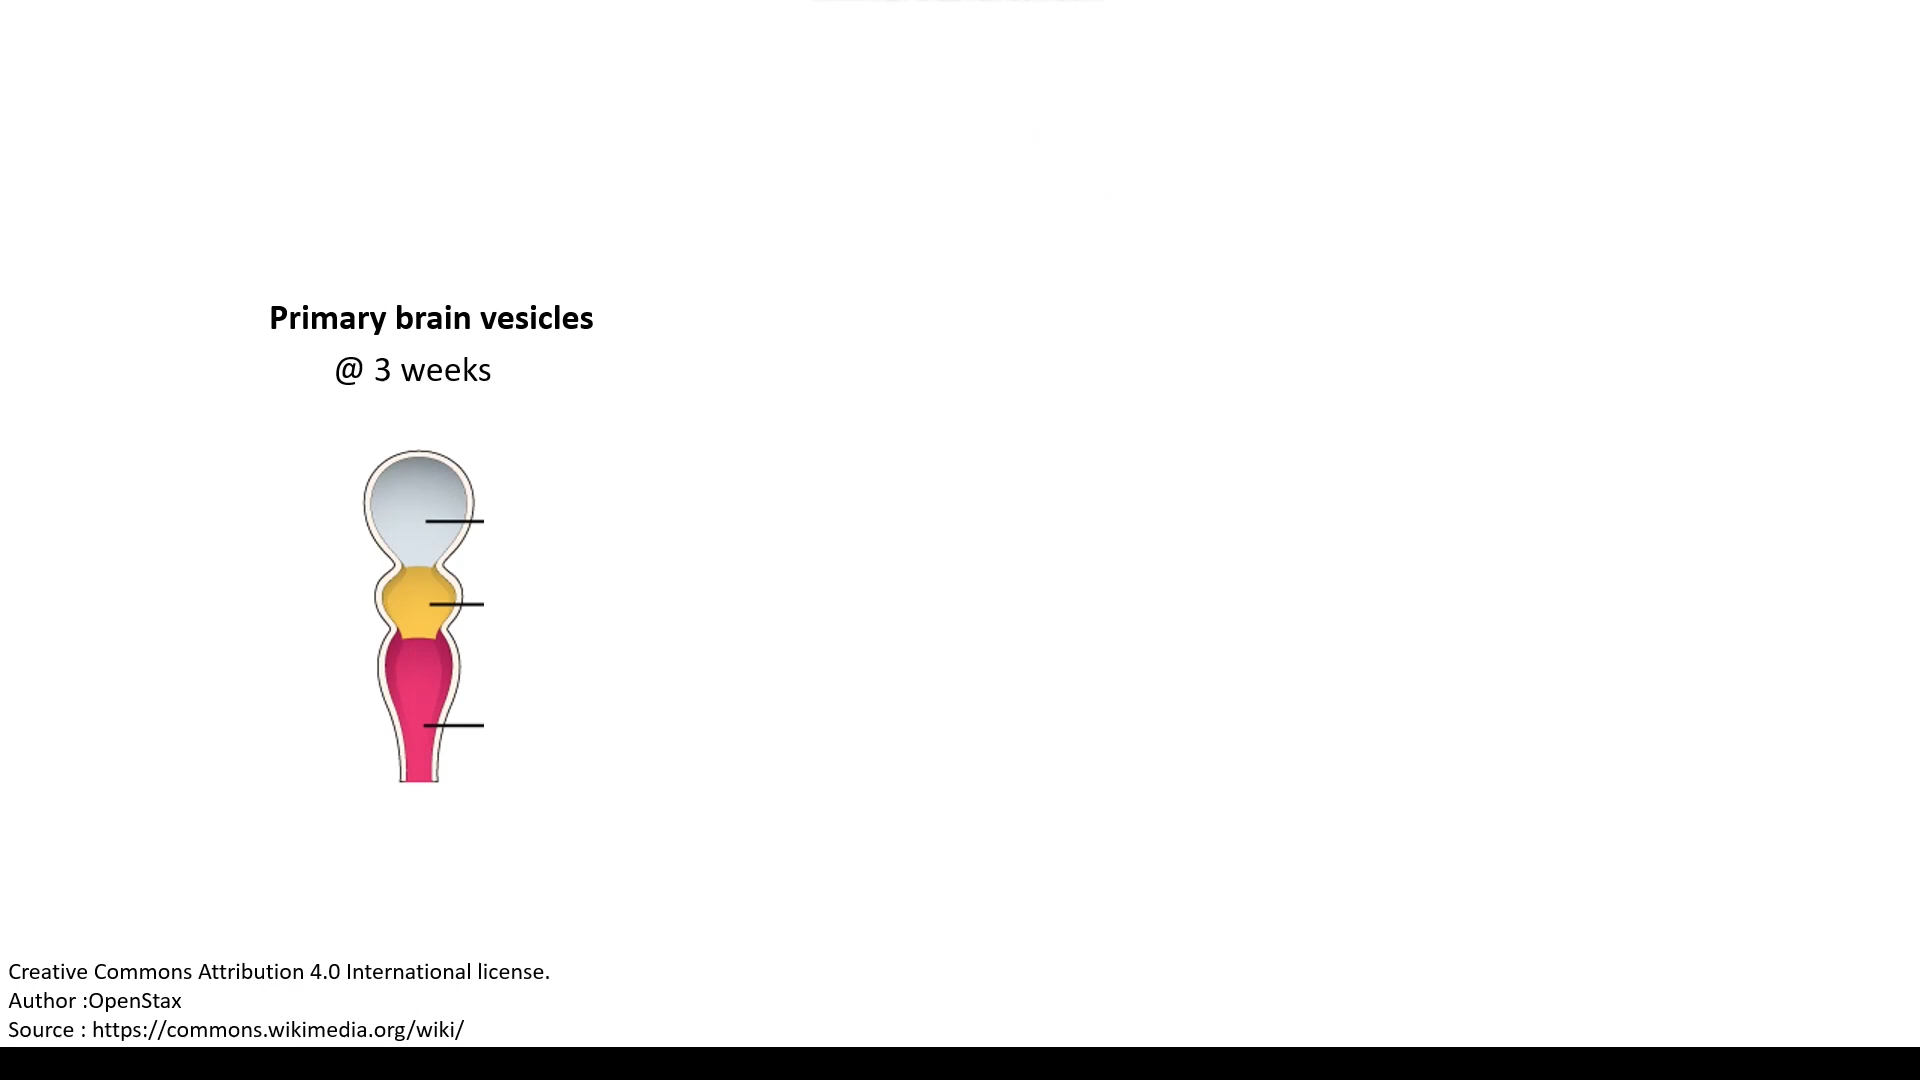 Primary brain vesicles
@ 3 weeks
Creative Commons Attribution 4.0 International license.
Author :OpenStax
Source : https://commons.wikimedia.org/wiki/